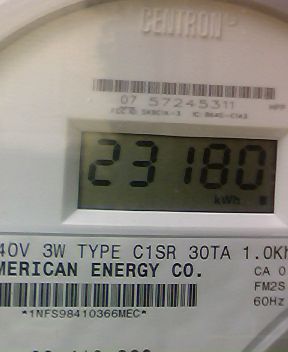 CENTRON
07 57245311
23180
kWh
40V 3W TYPE C1SR 30TA 1.0Kh
MERICAN ENERGY CO.
CA 0
FM2S
60Hz
*1NFS98410366MEC*